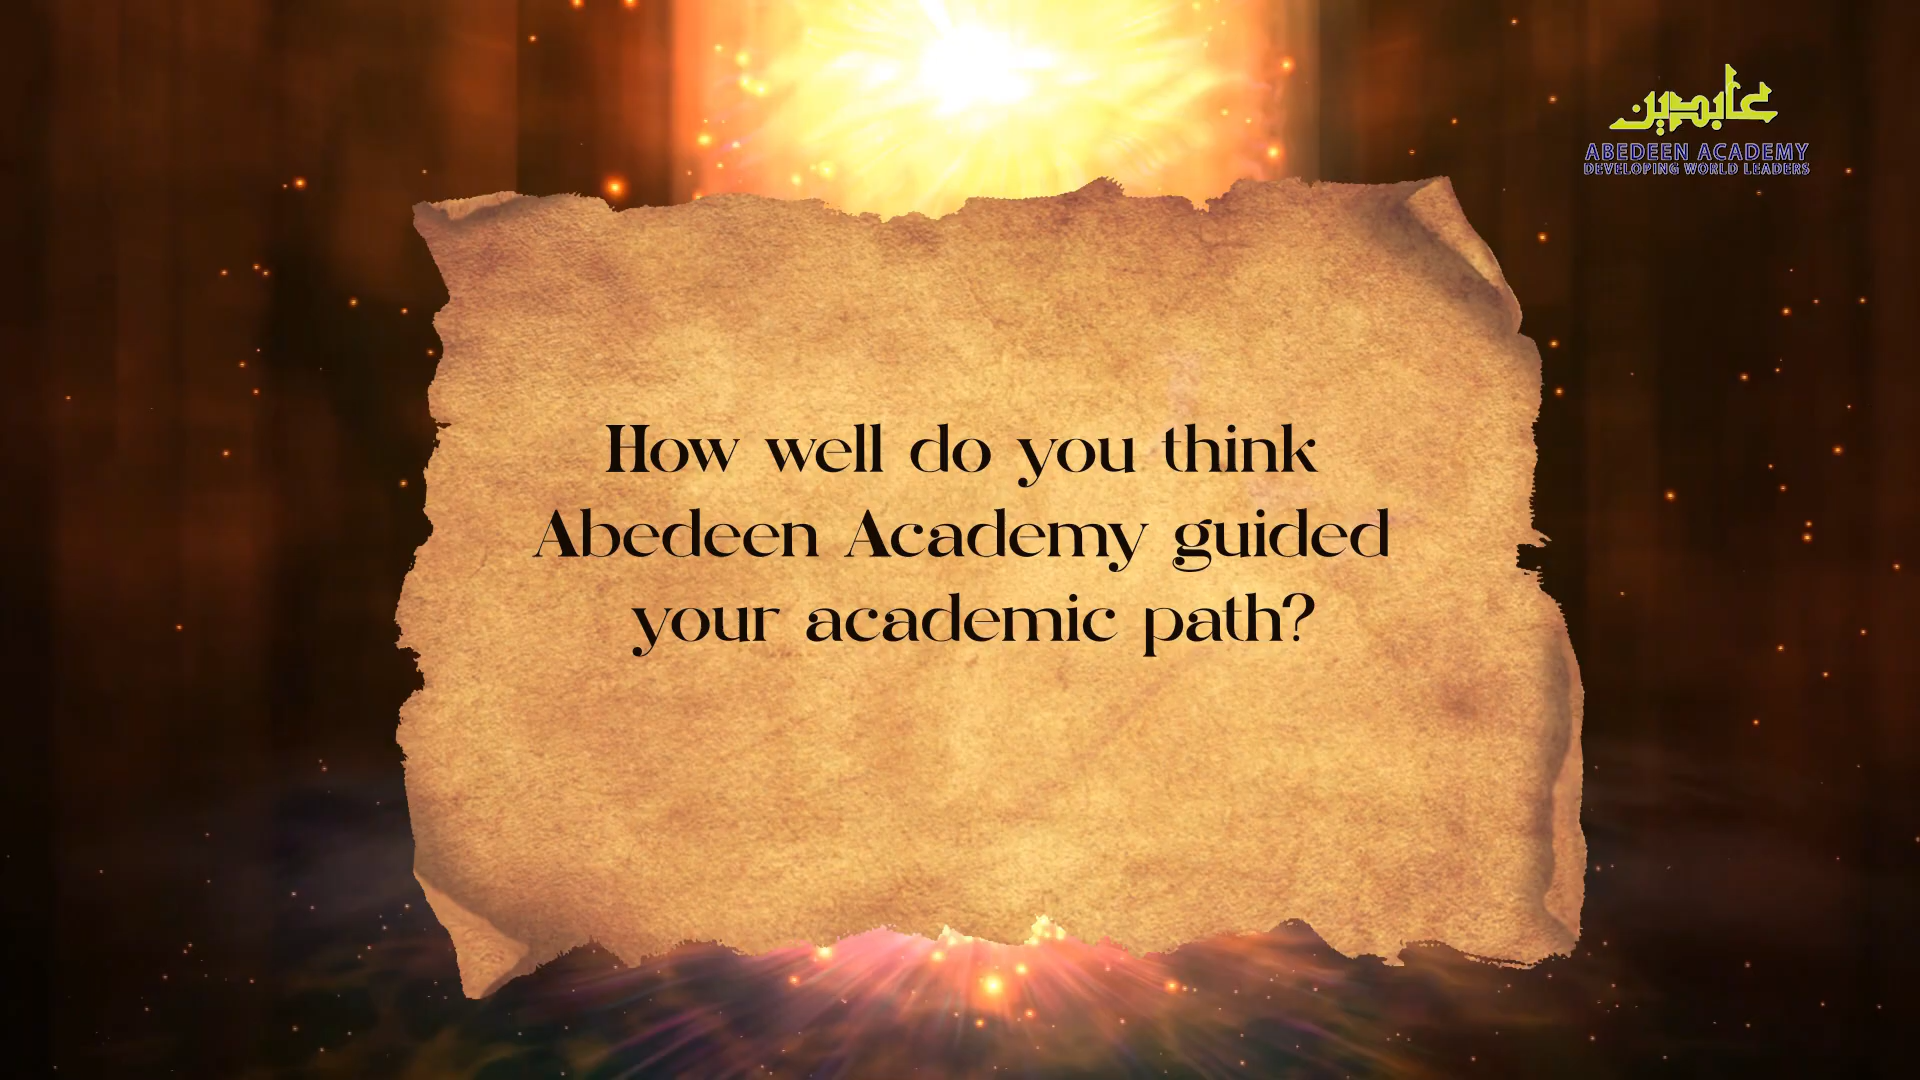 عابدين
ABEDEEN ACADEMY
DEVELOPING WORLD LEADERS
How well do you think
Abedeen Academy guided
your academic path?